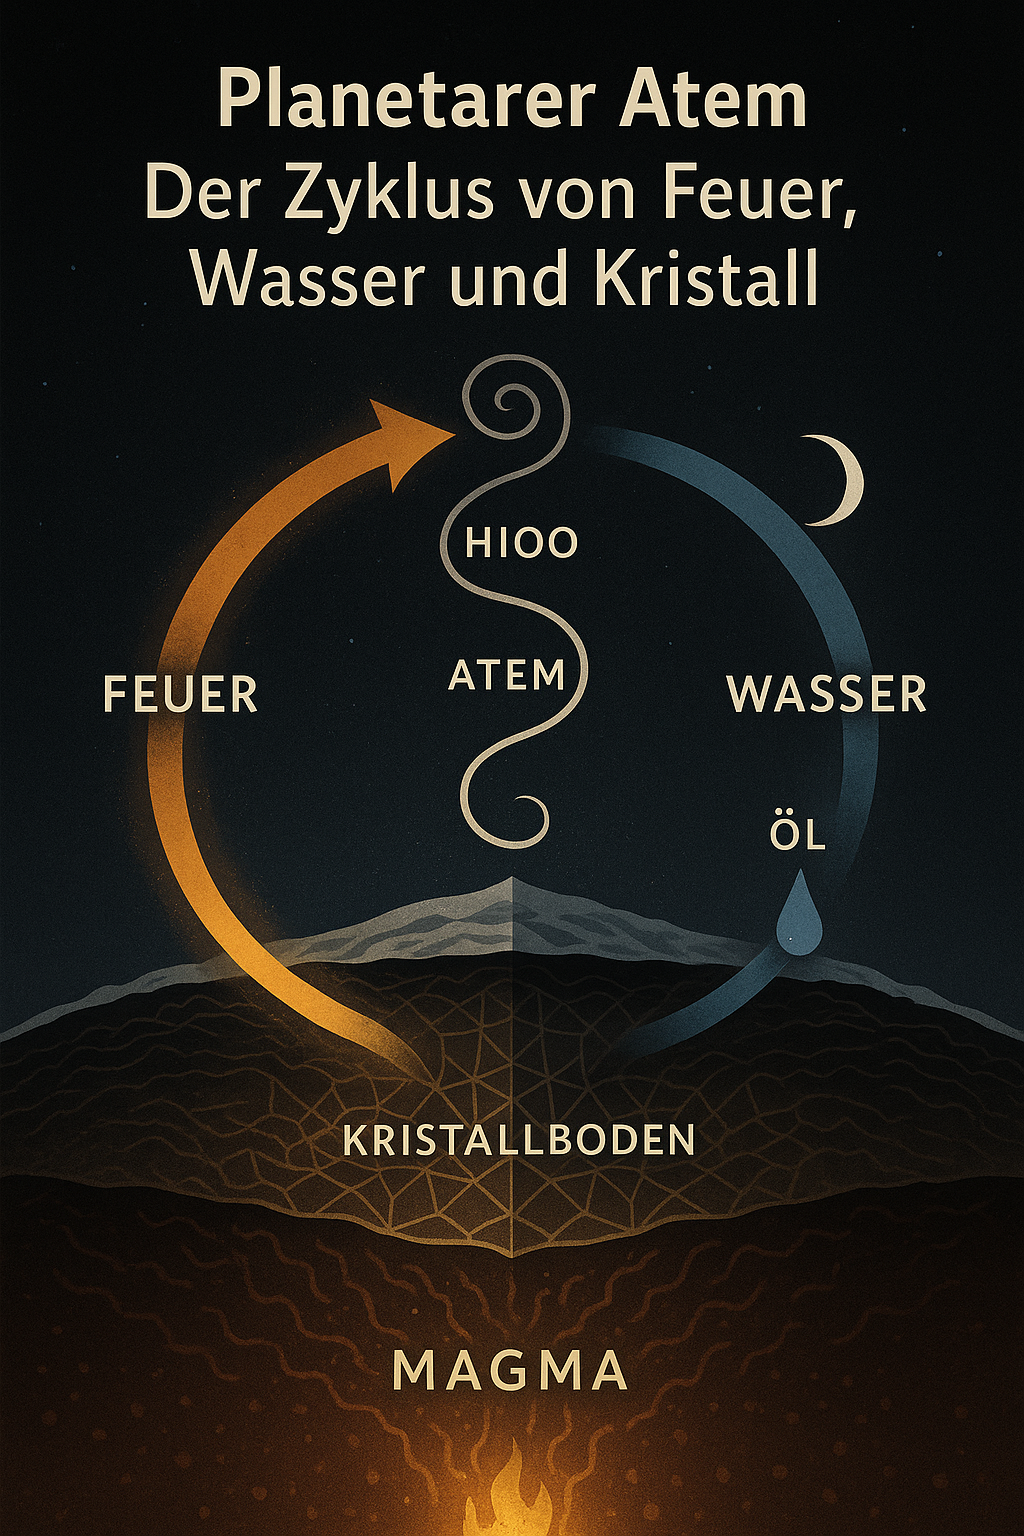 Planetarer Atem
Der Zyklus von Feuer,
Wasser und Kristall
HIOO
ATEM
FEUER
WASSER
ÖL
KRISTALLBODEN
MAGMA